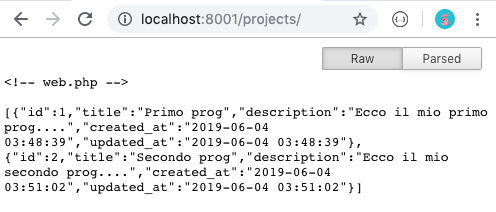 localhost:8001/projects/
Raw
Parsed
<!-- web.php -->
[{"id":1,"title":"Primo prog","description":"Ecco il mio primo
prog....","created_at":"2019-06-04
03:48:39","updated_at":"2019-06-04 03:48:39"},
{"id":2,"title":"Secondo prog","description":"Ecco il mio
secondo prog....","created_at":"2019-06-04
03:51:02","updated_at":"2019-06-04 03:51:02"}]